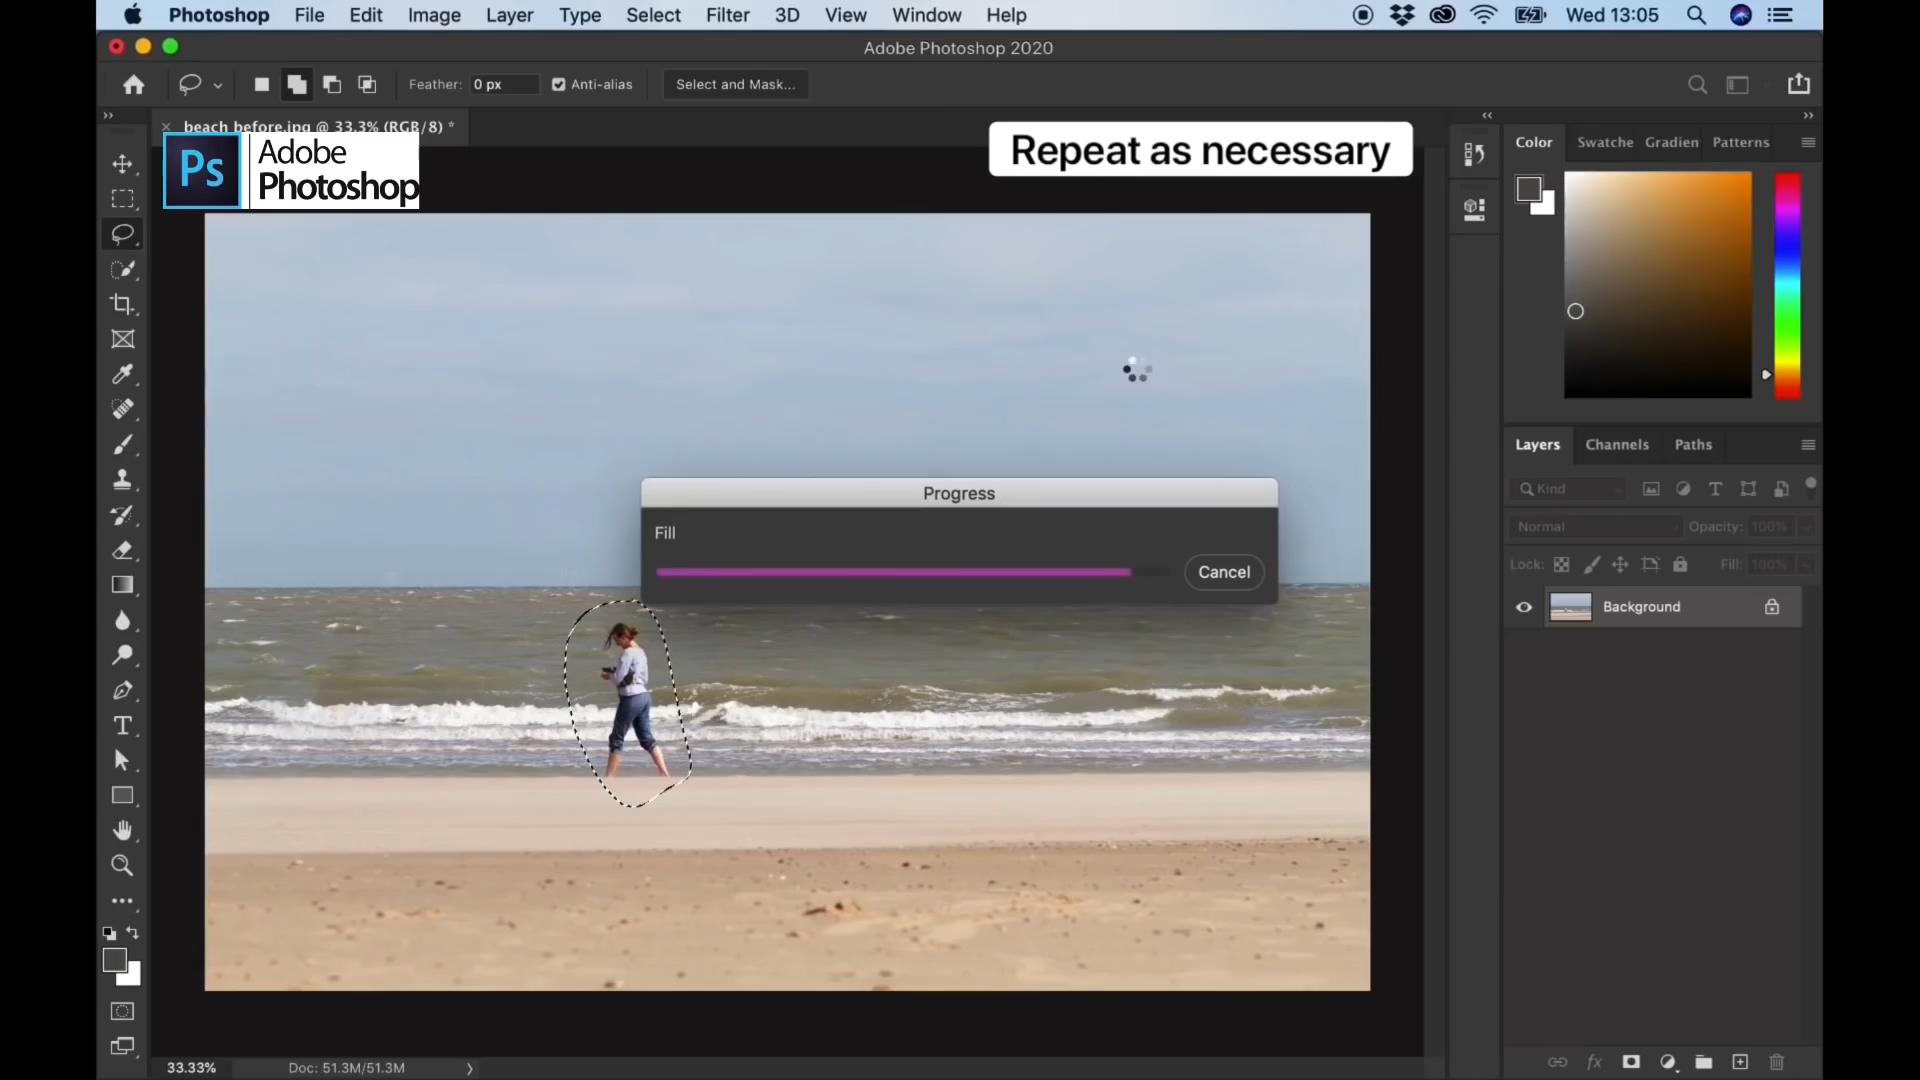 Photoshop File Edit Image Layer Type Select Filter 3D View Window Help Wed 13:05
Adobe Photoshop 2020
Feather: 0 px Anti-alias Select and Mask...
beach before.jpg @ 33.3% (RGB/8) *
Ps Adobe
Photoshop
Repeat as necessary
Color Swatche Gradien Patterns
Progress
Fill
Cancel
Layers Channels Paths
Kind
Normal Opacity: 100%
Lock: Fill: 100%
Background
T
fx
33.33% Doc: 51.3M/51.3M